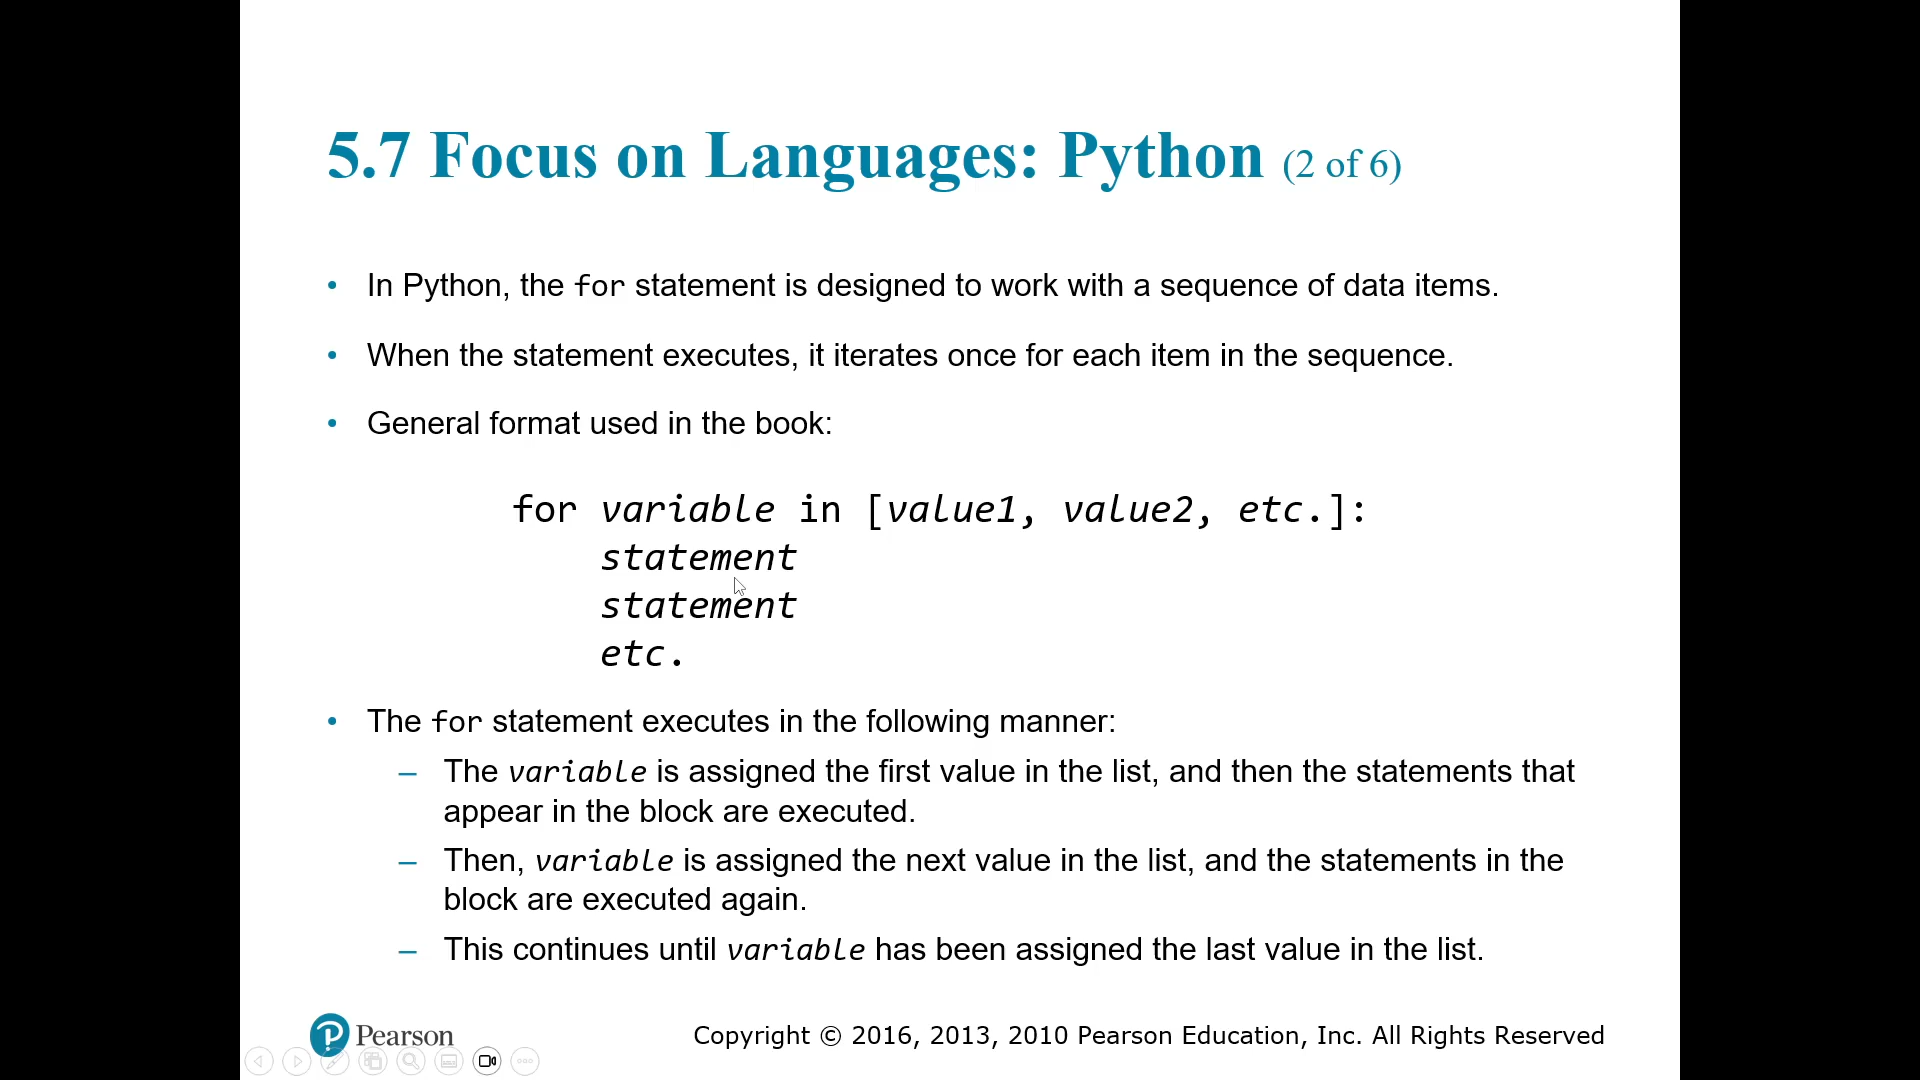 5.7 Focus on Languages: Python (2 of 6)
• In Python, the for statement is designed to work with a sequence of data items.
• When the statement executes, it iterates once for each item in the sequence.
• General format used in the book:
for variable in [value1, value2, etc.]:
statement
statement
etc.
• The for statement executes in the following manner:
– The variable is assigned the first value in the list, and then the statements that
appear in the block are executed.
– Then, variable is assigned the next value in the list, and the statements in the
block are executed again.
– This continues until variable has been assigned the last value in the list.
Pearson
Copyright © 2016, 2013, 2010 Pearson Education, Inc. All Rights Reserved